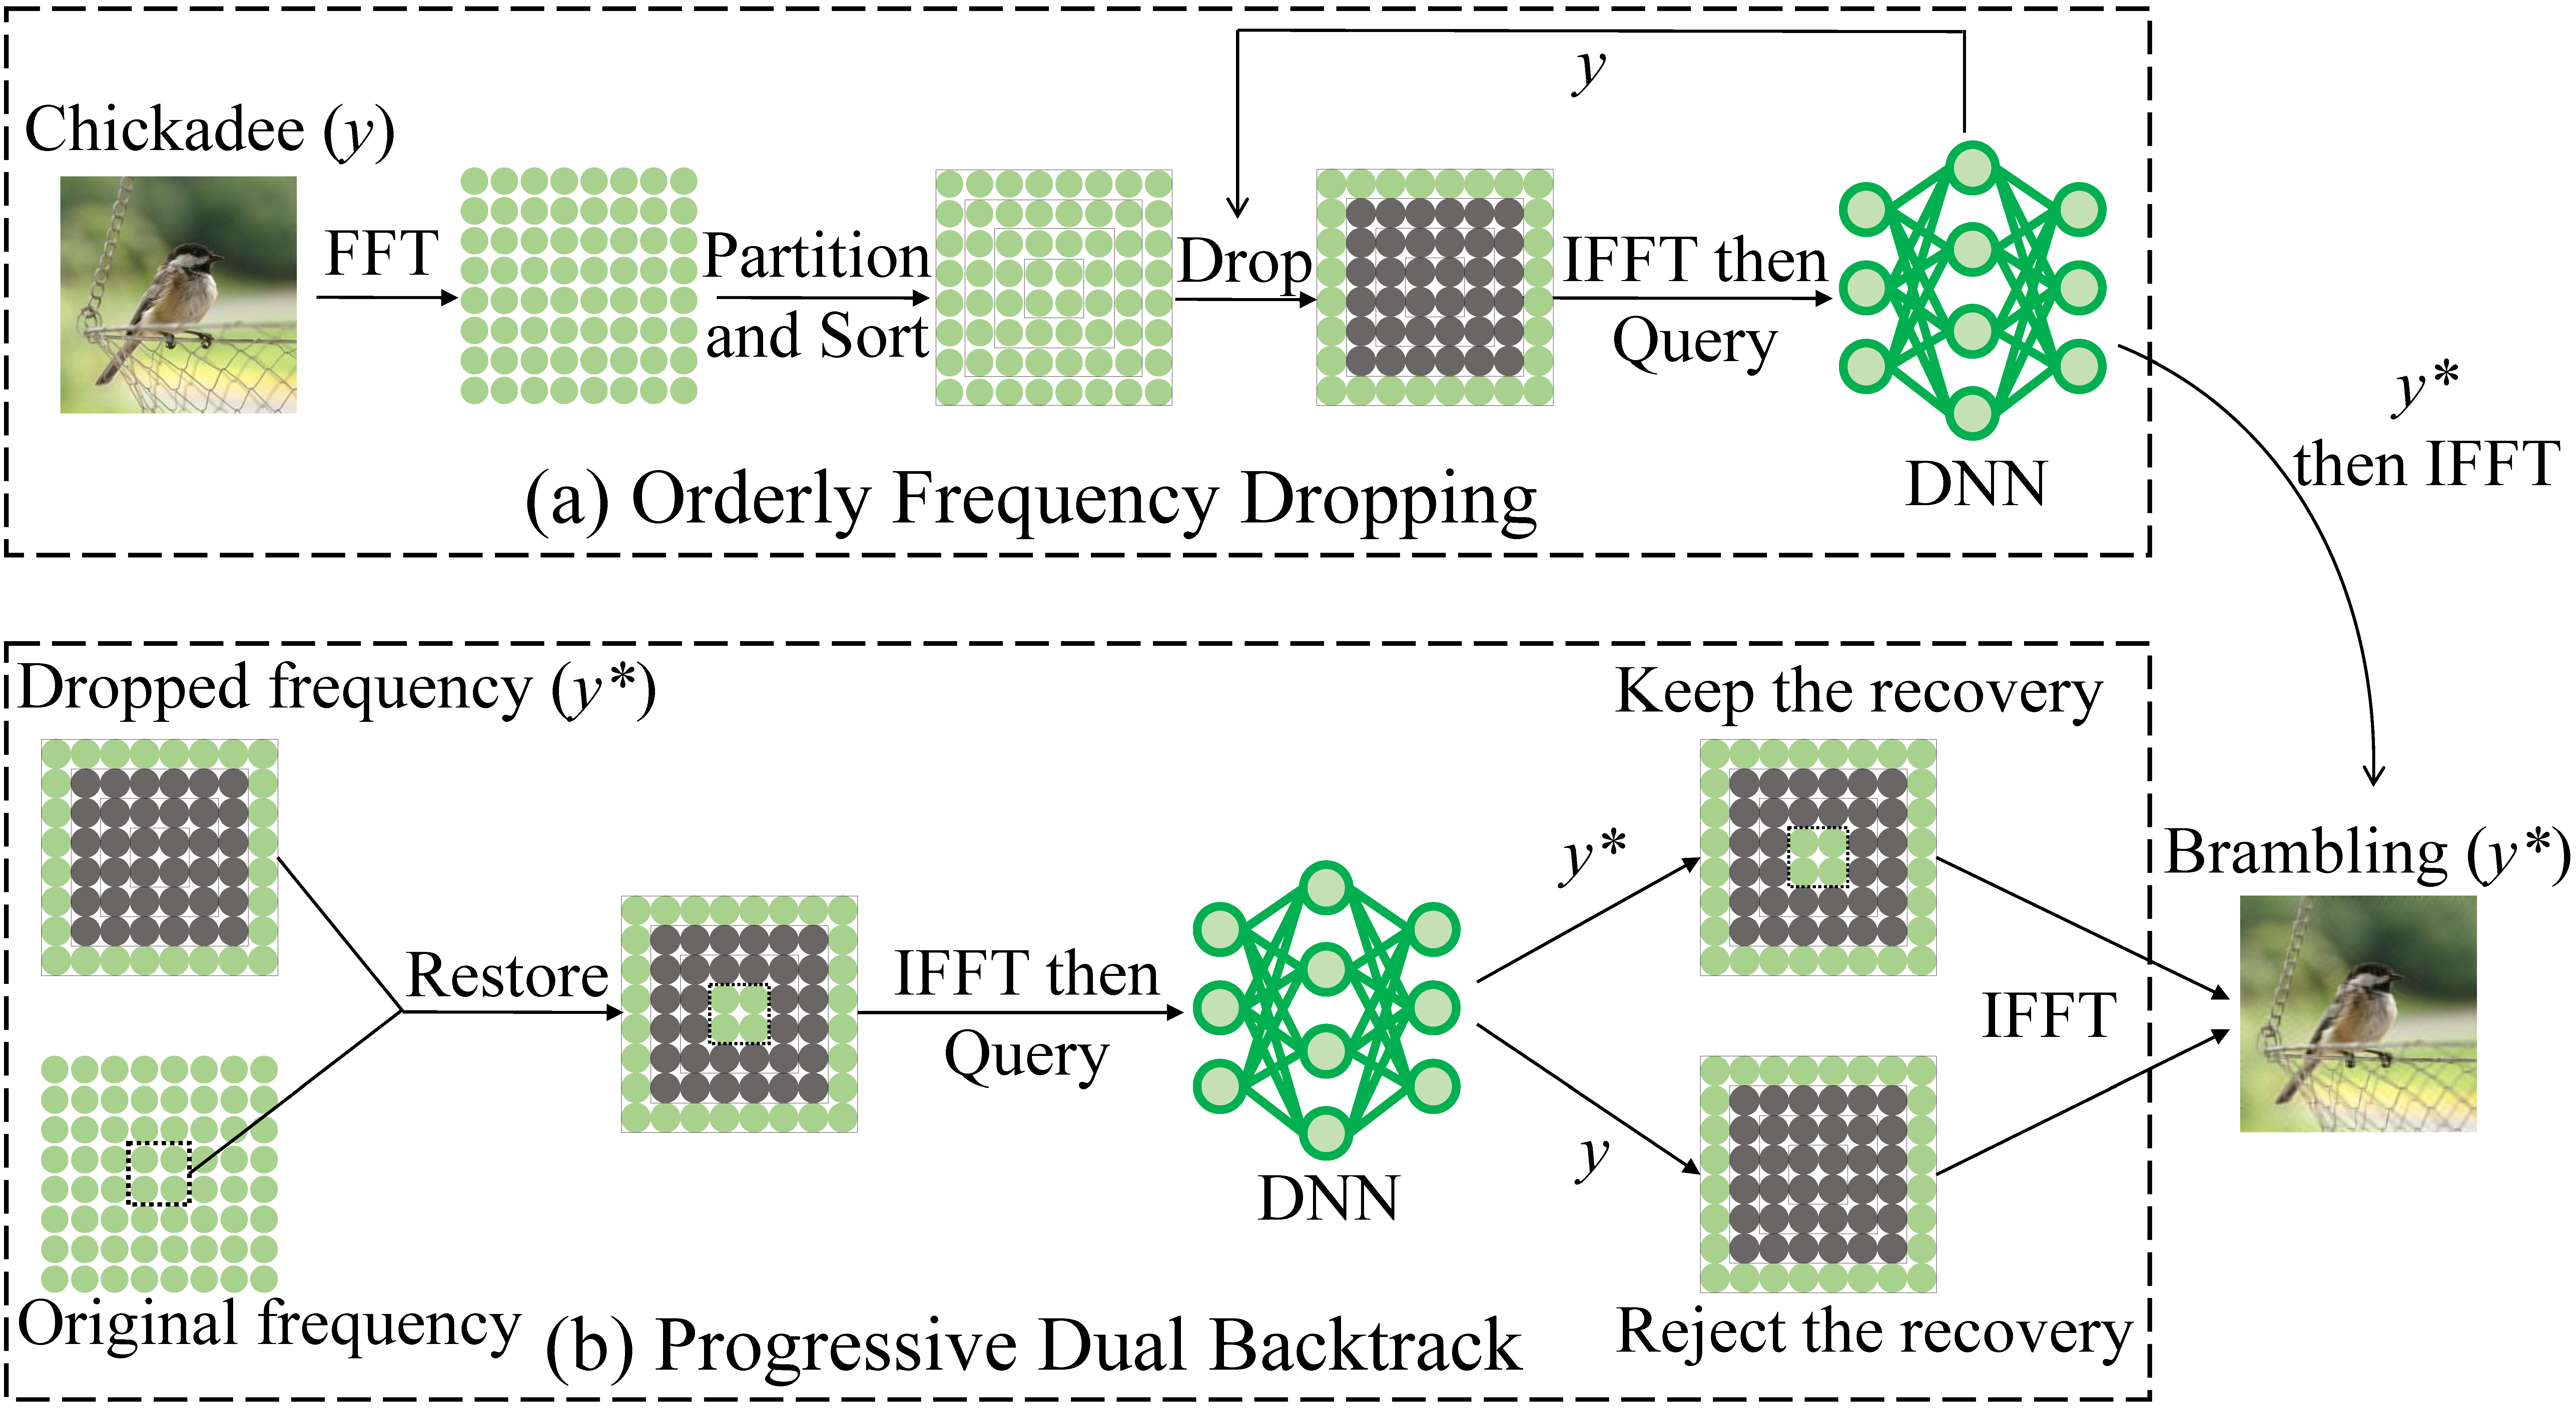 Chickadee (y)
FFT
Partition
and Sort
Drop
y
IFFT then
Query
DNN
y*
then IFFT
(a) Orderly Frequency Dropping
Dropped frequency (y*)
Original frequency
Restore
IFFT then
Query
DNN
y*
y
Keep the recovery
Reject the recovery
IFFT
Brambling (y*)
(b) Progressive Dual Backtrack